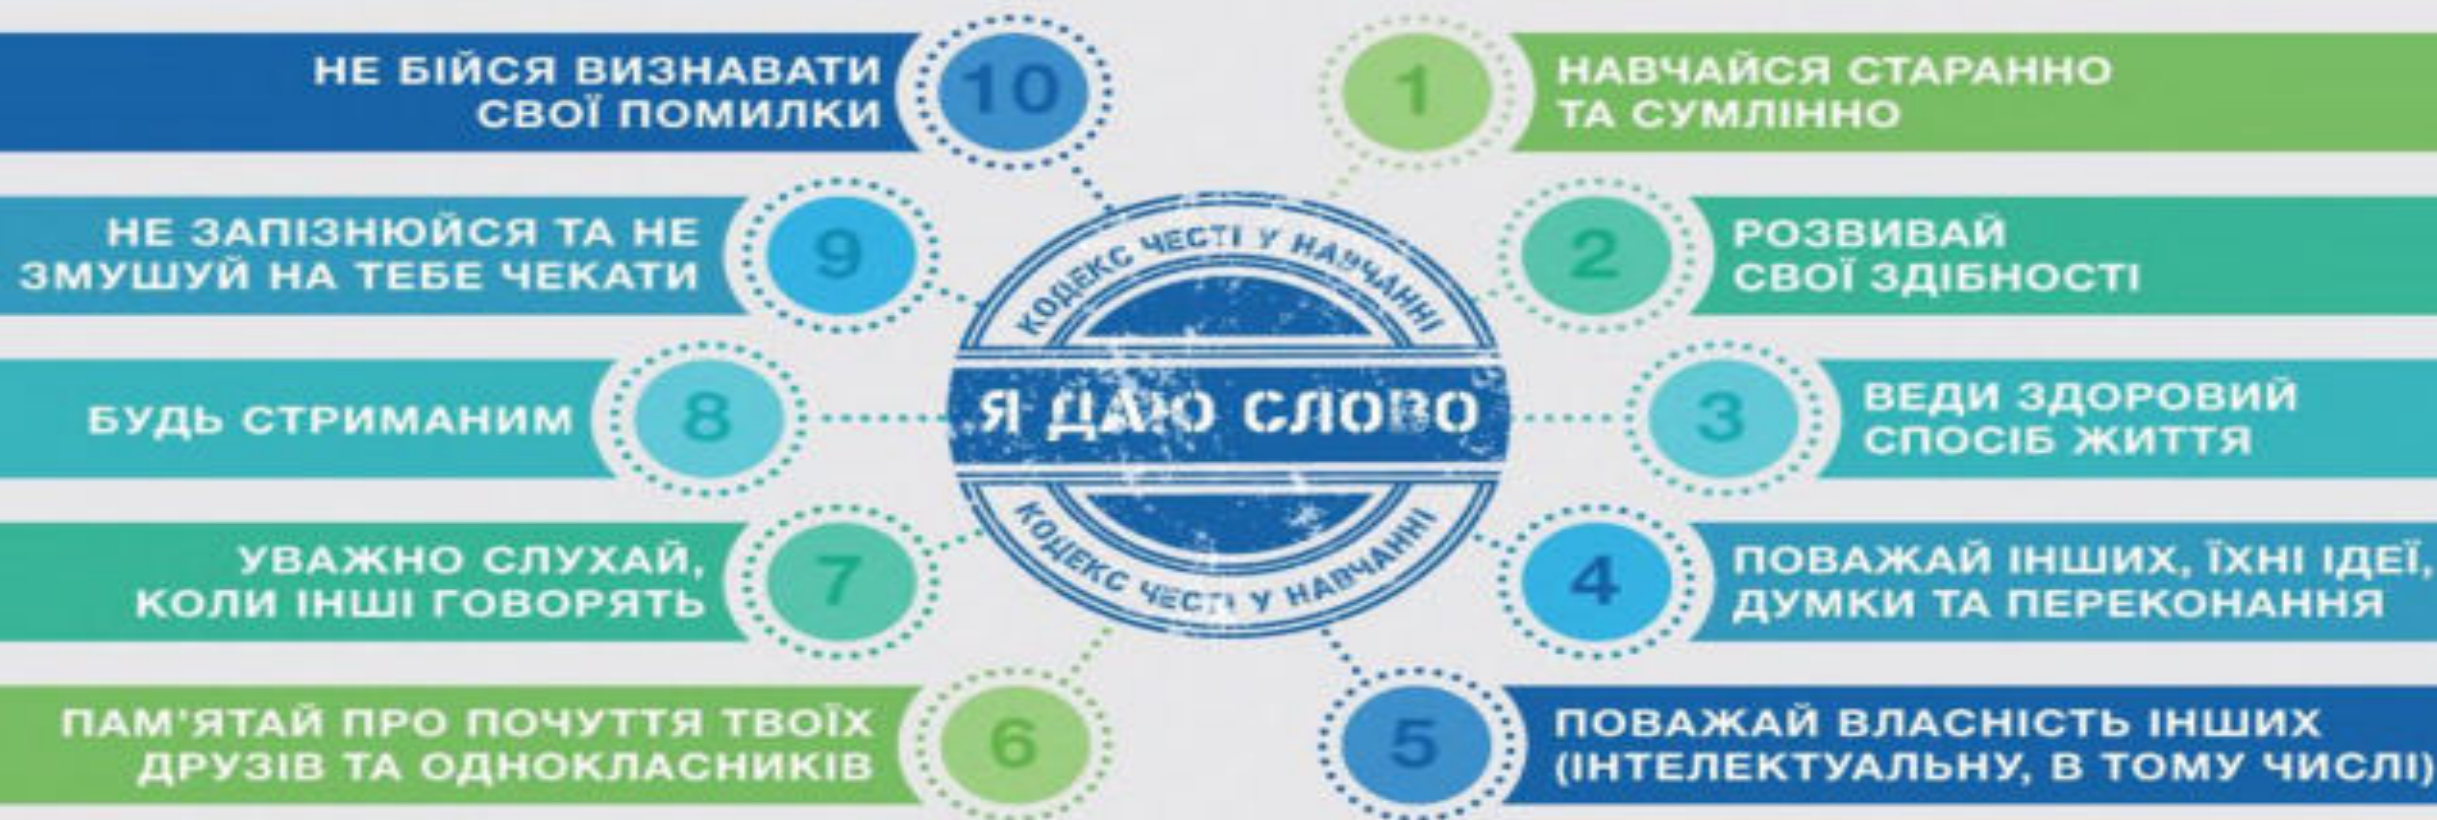 10
НЕ БІЙСЯ ВИЗНАВАТИ
СВОЇ ПОМИЛКИ
1
НАВЧАЙСЯ СТАРАННО
ТА СУМЛІННО
9
НЕ ЗАПІЗНЮЙСЯ ТА НЕ
ЗМУШУЙ НА ТЕБЕ ЧЕКАТИ
2
РОЗВИВАЙ
СВОЇ ЗДІБНОСТІ
КОДЕКС ЧЕСТІ У НАВЧАННІ
Я ДАЮ СЛОВО
КОДЕКС ЧЕСТІ У НАВЧАННІ
8
БУДЬ СТРИМАНИМ
3
ВЕДИ ЗДОРОВИЙ
СПОСІБ ЖИТТЯ
7
УВАЖНО СЛУХАЙ,
КОЛИ ІНШІ ГОВОРЯТЬ
4
ПОВАЖАЙ ІНШИХ, ЇХНІ ІДЕЇ,
ДУМКИ ТА ПЕРЕКОНАННЯ
6
ПАМ'ЯТАЙ ПРО ПОЧУТТЯ ТВОЇХ
ДРУЗІВ ТА ОДНОКЛАСНИКІВ
5
ПОВАЖАЙ ВЛАСНІСТЬ ІНШИХ
(ІНТЕЛЕКТУАЛЬНУ, В ТОМУ ЧИСЛІ)